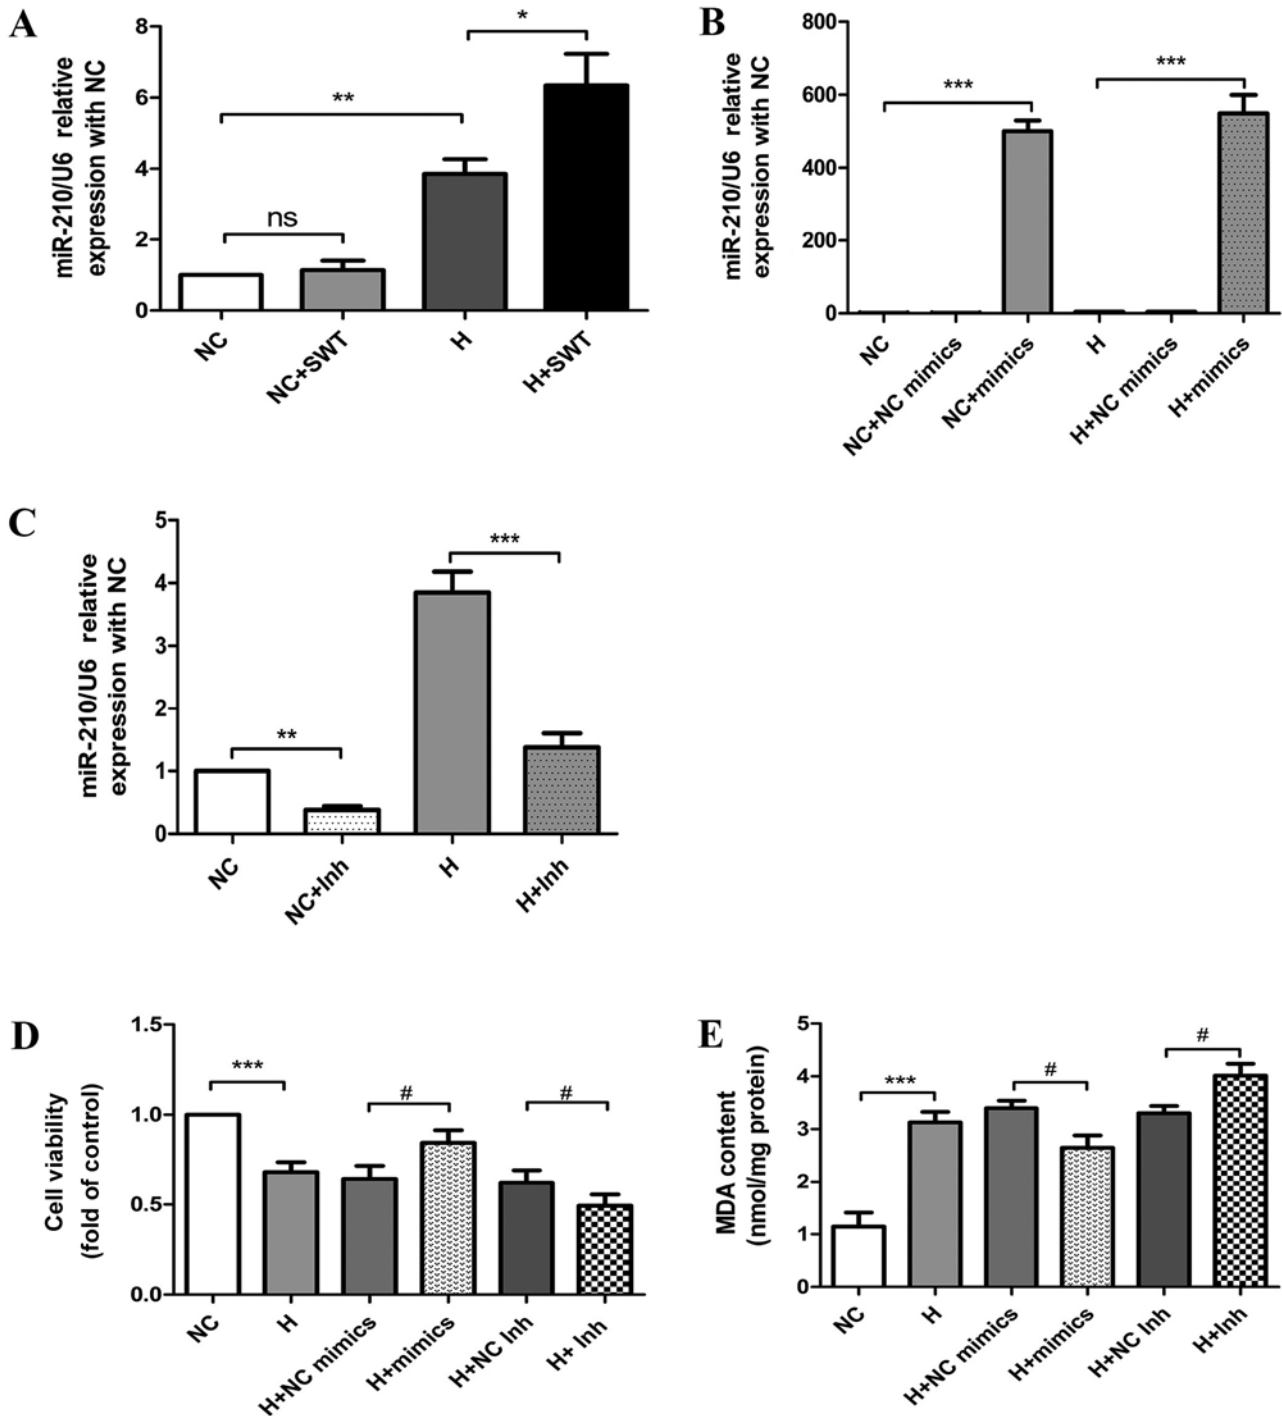 A
miR-210/U6 relative
expression with NC
8
6
4
2
0
ns
**
*
NC
NC+SWT
H
H+SWT
B
miR-210/U6 relative
expression with NC
800
600
400
200
0
***
***
NC
NC+NC mimics
NC+mimics
H
H+NC mimics
H+mimics
C
miR-210/U6 relative
expression with NC
5
4
3
2
1
0
**
***
NC
NC+Inh
H
H+Inh
D
Cell viability
(fold of control)
1.5
1.0
0.5
0.0
***
#
#
NC
H
H+NC mimics
H+mimics
H+NC Inh
H+ Inh
E
MDA content
(nmol/mg protein)
5
4
3
2
1
0
***
#
#
NC
H
H+NC mimics
H+mimics
H+NC Inh
H+Inh